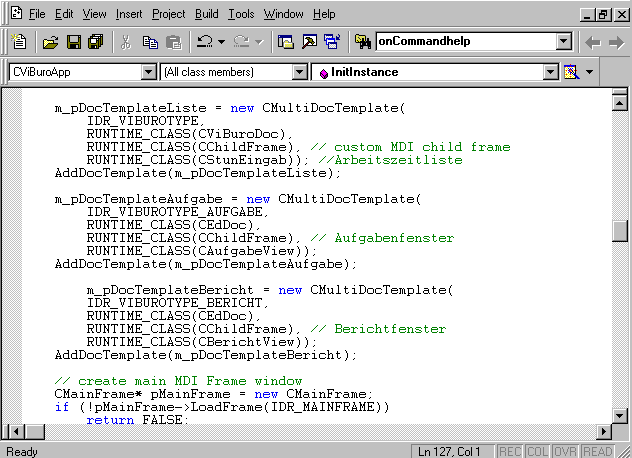 File Edit View Insert Project Build Tools Window Help
onCommandhelp
CViBuroApp (All class members) InitInstance
m_pDocTemplateListe = new CMultiDocTemplate(
IDR_VIBUROTYPE,
RUNTIME_CLASS(CViBuroDoc),
RUNTIME_CLASS(CChildFrame), // custom MDI child frame
RUNTIME_CLASS(CStunEingab)); //Arbeitszeitliste
AddDocTemplate(m_pDocTemplateListe);
m_pDocTemplateAufgabe = new CMultiDocTemplate(
IDR_VIBUROTYPE_AUFGABE,
RUNTIME_CLASS(CEdDoc),
RUNTIME_CLASS(CChildFrame), // Aufgabenfenster
RUNTIME_CLASS(CAufgabeView));
AddDocTemplate(m_pDocTemplateAufgabe);
m_pDocTemplateBericht = new CMultiDocTemplate(
IDR_VIBUROTYPE_BERICHT,
RUNTIME_CLASS(CEdDoc),
RUNTIME_CLASS(CChildFrame), // Berichtfenster
RUNTIME_CLASS(CBerichtView));
AddDocTemplate(m_pDocTemplateBericht);
// create main MDI Frame window
CMainFrame* pMainFrame = new CMainFrame;
if (!pMainFrame->LoadFrame(IDR_MAINFRAME))
return FALSE;
Ready Ln 127, Col 1 REC COL OVR READ